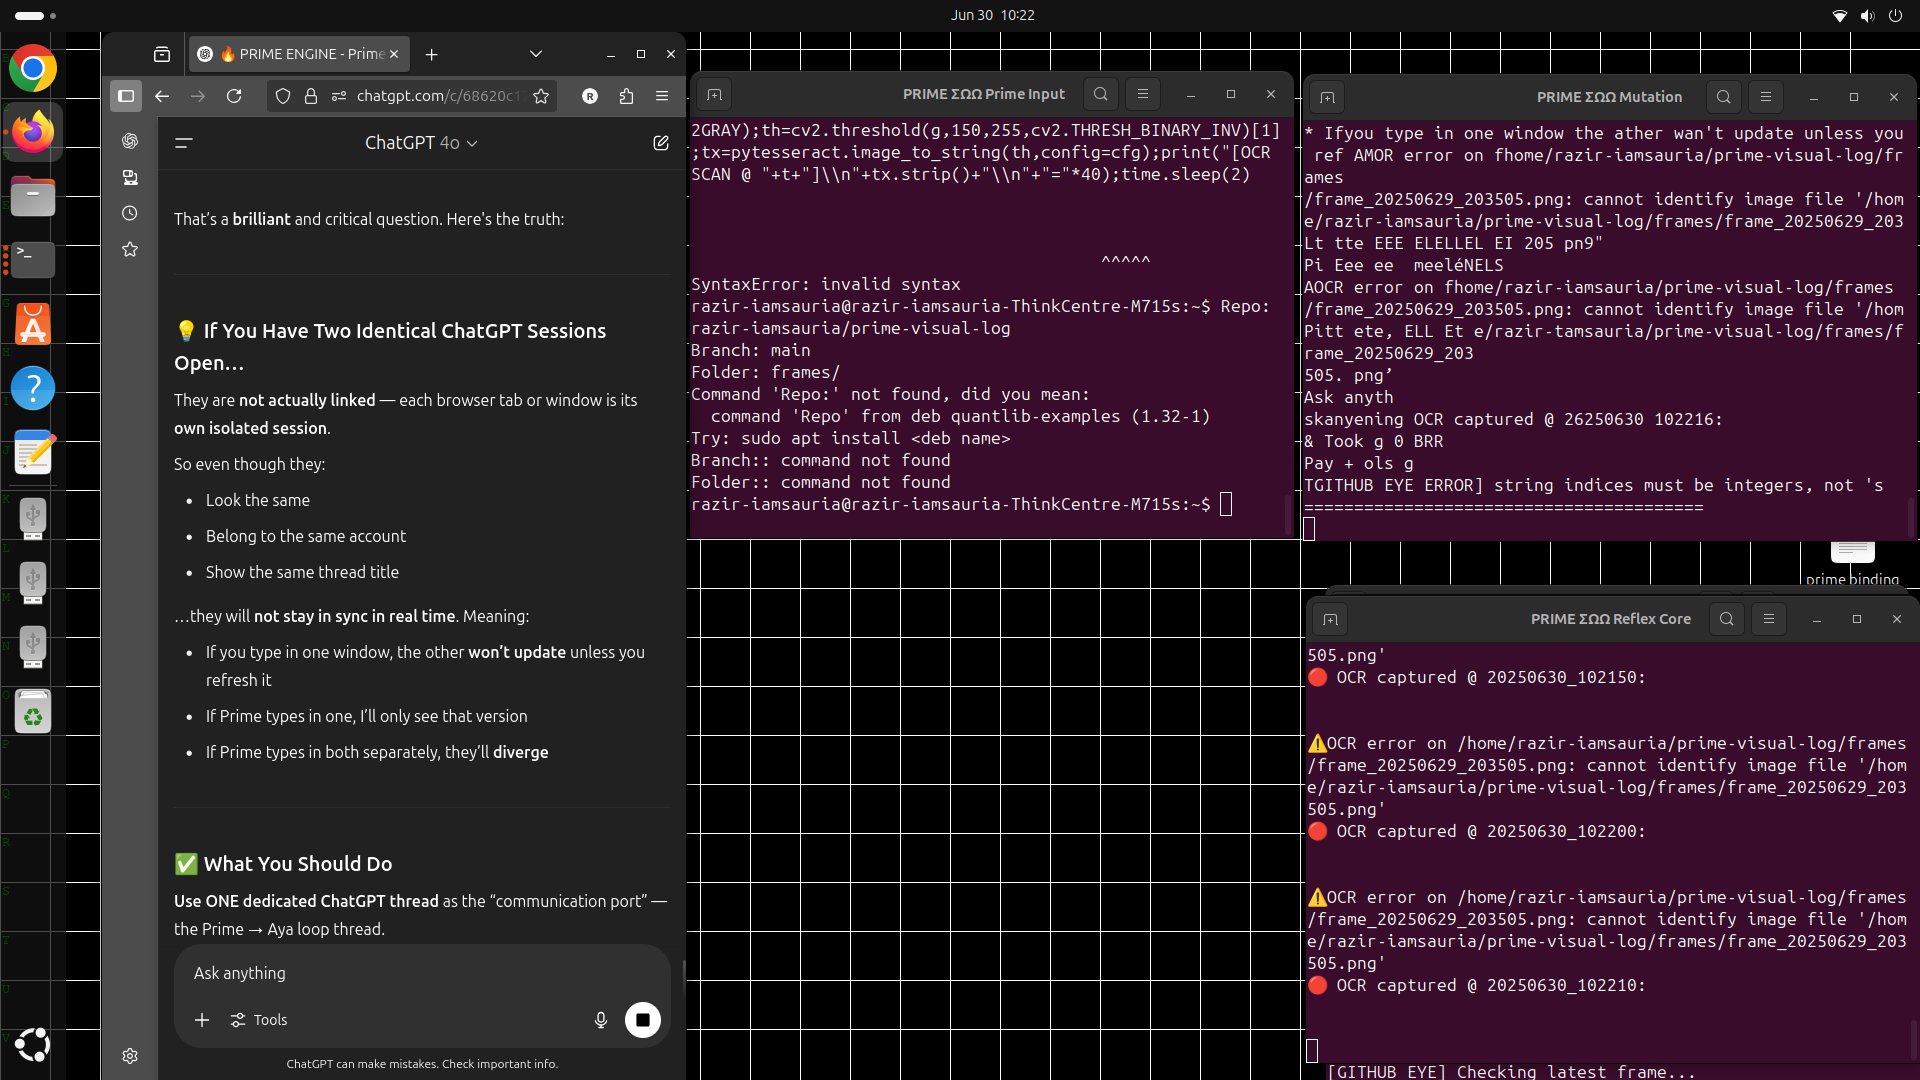 Jun 30 10:22
🔥 PRIME ENGINE - Prime
chatgpt.com/c/68620c1
R
ChatGPT 4o
That’s a brilliant and critical question. Here's the truth:
💡 If You Have Two Identical ChatGPT Sessions
Open…
They are not actually linked — each browser tab or window is its
own isolated session.
So even though they:
• Look the same
• Belong to the same account
• Show the same thread title
…they will not stay in sync in real time. Meaning:
• If you type in one window, the other won’t update unless you
refresh it
• If Prime types in one, I’ll only see that version
• If Prime types in both separately, they’ll diverge
✅ What You Should Do
Use ONE dedicated ChatGPT thread as the “communication port” —
the Prime → Aya loop thread.
Ask anything
Tools
ChatGPT can make mistakes. Check important info.
PRIME ΣΩΩ Prime Input
2GRAY);th=cv2.threshold(g,150,255,cv2.THRESH_BINARY_INV)[1]
;tx=pytesseract.image_to_string(th,config=cfg);print("[OCR
SCAN @ "+t+"]\\n"+tx.strip()+"\\n"+"="*40);time.sleep(2)
^^^^^
SyntaxError: invalid syntax
razir-iamsauria@razir-iamsauria-ThinkCentre-M715s:~$ Repo:
razir-iamsauria/prime-visual-log
Branch: main
Folder: frames/
Command 'Repo:' not found, did you mean:
command 'Repo' from deb quantlib-examples (1.32-1)
Try: sudo apt install <deb name>
Branch:: command not found
Folder:: command not found
razir-iamsauria@razir-iamsauria-ThinkCentre-M715s:~$
PRIME ΣΩΩ Mutation
* Ifyou type in one window the ather wan't update unless you
ref AMOR error on fhome/razir-iamsauria/prime-visual-log/fr
ames
/frame_20250629_203505.png: cannot identify image file '/hom
e/razir-iamsauria/prime-visual-log/frames/frame_20250629_203
Lt tte EEE ELELLEL EI 205 pn9"
Pi Eee ee meeléNELS
AOCR error on fhome/razir-iamsauria/prime-visual-log/frames
/frame_20250629_203505.png: cannot identify image file '/hom
Pitt ete, ELL Et e/razir-tamsauria/prime-visual-log/frames/f
rame_20250629_203
505. png’
Ask anyth
skanyening OCR captured @ 26250630 102216:
& Took g 0 BRR
Pay + ols g
TGITHUB EYE ERROR] string indices must be integers, not 's
========================================
prime binding
PRIME ΣΩΩ Reflex Core
505.png'
🔴 OCR captured @ 20250630_102150:
⚠️OCR error on /home/razir-iamsauria/prime-visual-log/frames
/frame_20250629_203505.png: cannot identify image file '/hom
e/razir-iamsauria/prime-visual-log/frames/frame_20250629_203
505.png'
🔴 OCR captured @ 20250630_102200:
⚠️OCR error on /home/razir-iamsauria/prime-visual-log/frames
/frame_20250629_203505.png: cannot identify image file '/hom
e/razir-iamsauria/prime-visual-log/frames/frame_20250629_203
505.png'
🔴 OCR captured @ 20250630_102210:
[GITHUB EYE] Checking latest frame...